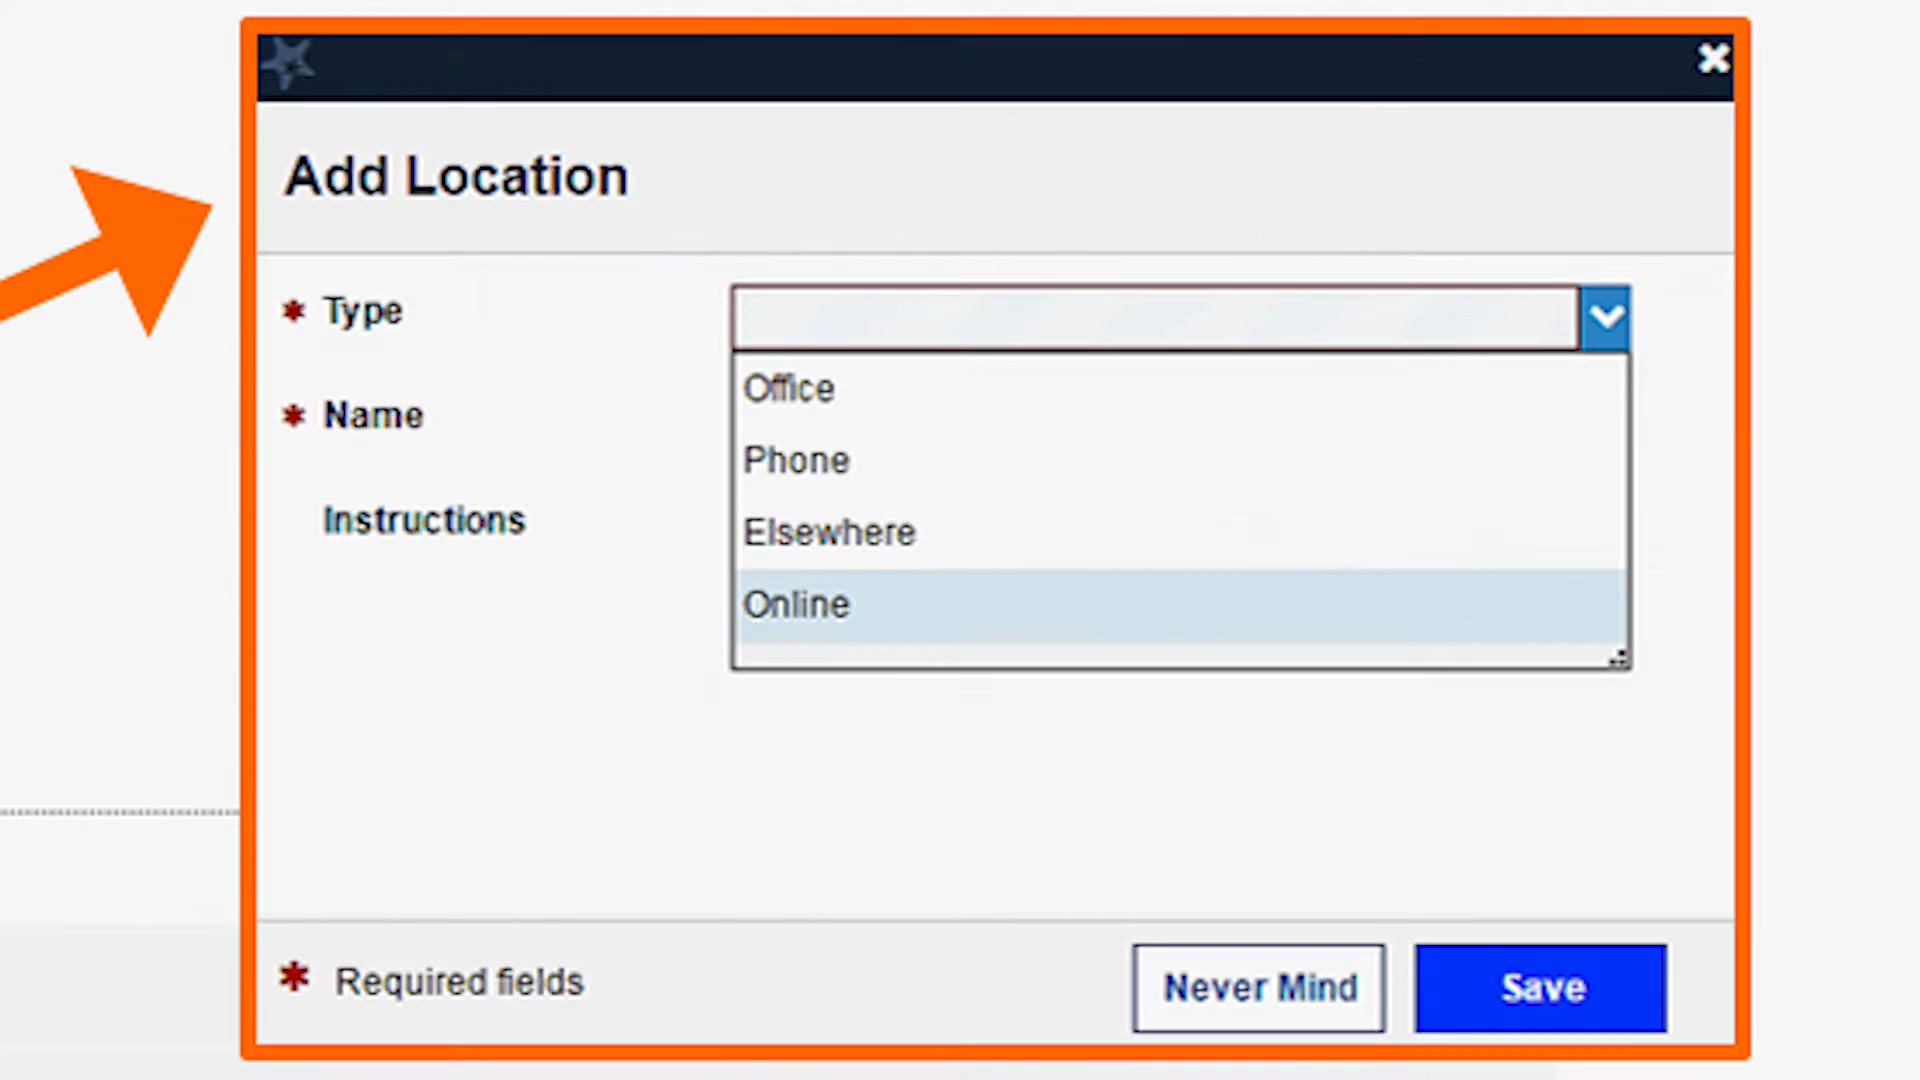 Add Location
* Type
Office
Phone
Elsewhere
Online
* Name
Instructions
* Required fields
Never Mind
Save